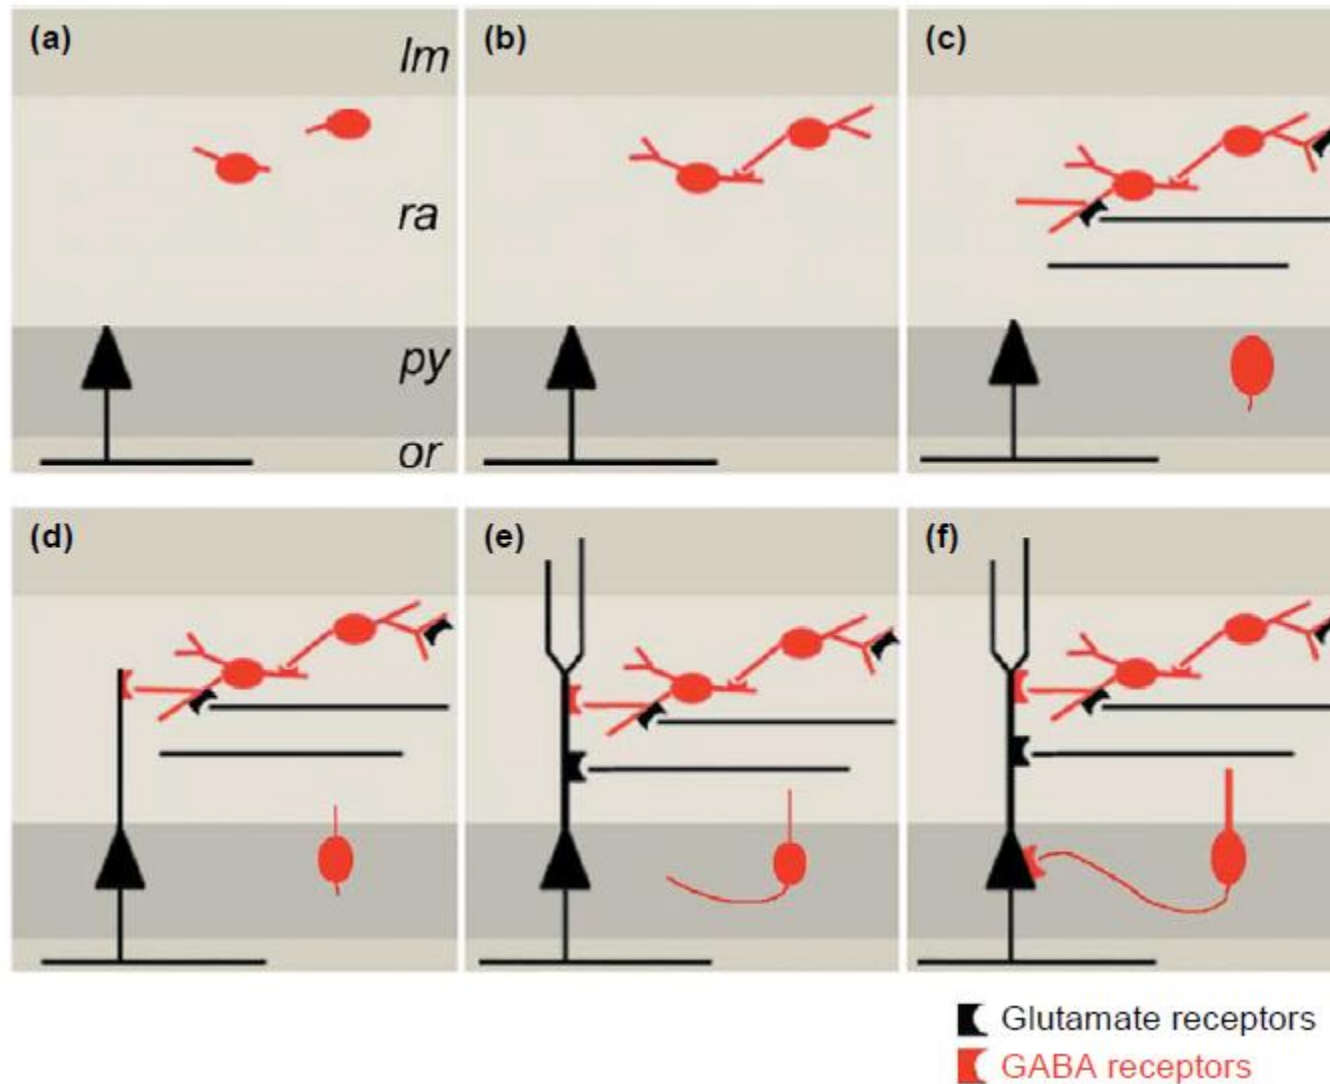 (a)
lm
ra
py
or
(b)
(c)
(d)
(e)
(f)
Glutamate receptors
GABA receptors